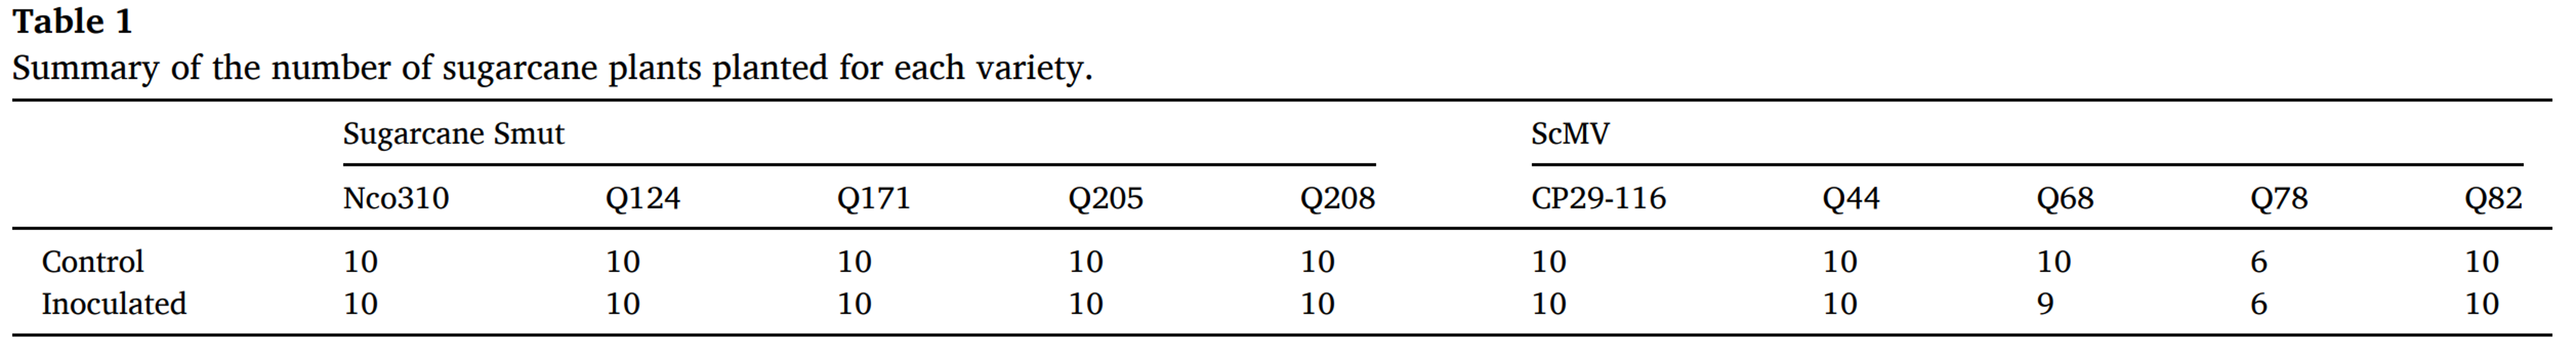 Table 1
Summary of the number of sugarcane plants planted for each variety.
Sugarcane Smut ScMV
Nco310 Q124 Q171 Q205 Q208 CP29-116 Q44 Q68 Q78 Q82
Control 10 10 10 10 10 10 10 10 6 10
Inoculated 10 10 10 10 10 10 10 9 6 10